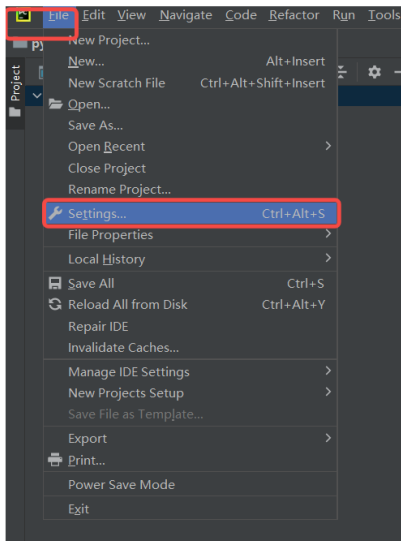 File Edit View Navigate Code Refactor Run Tools
py
New Project...
New... Alt+Insert
New Scratch File Ctrl+Alt+Shift+Insert
Open...
Save As...
Open Recent
Close Project
Rename Project...
Settings... Ctrl+Alt+S
File Properties
Local History
Save All Ctrl+S
Reload All from Disk Ctrl+Alt+Y
Repair IDE
Invalidate Caches...
Manage IDE Settings
New Projects Setup
Save File as Template...
Export
Print...
Power Save Mode
Exit
Project